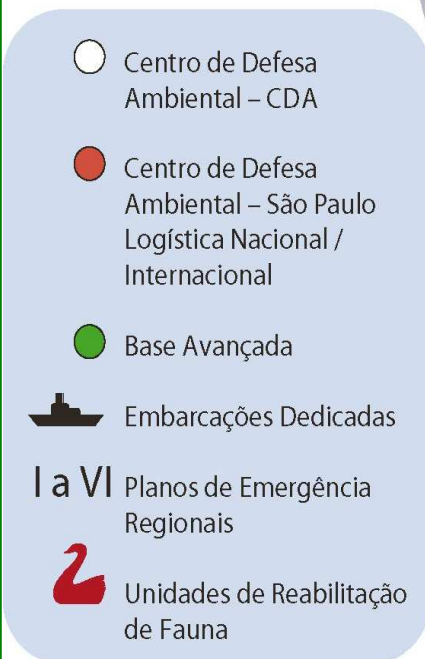 Centro de Defesa
Ambiental – CDA
Centro de Defesa
Ambiental – São Paulo
Logística Nacional /
Internacional
Base Avançada
Embarcações Dedicadas
I a VI Planos de Emergência
Regionais
Unidades de Reabilitação
de Fauna